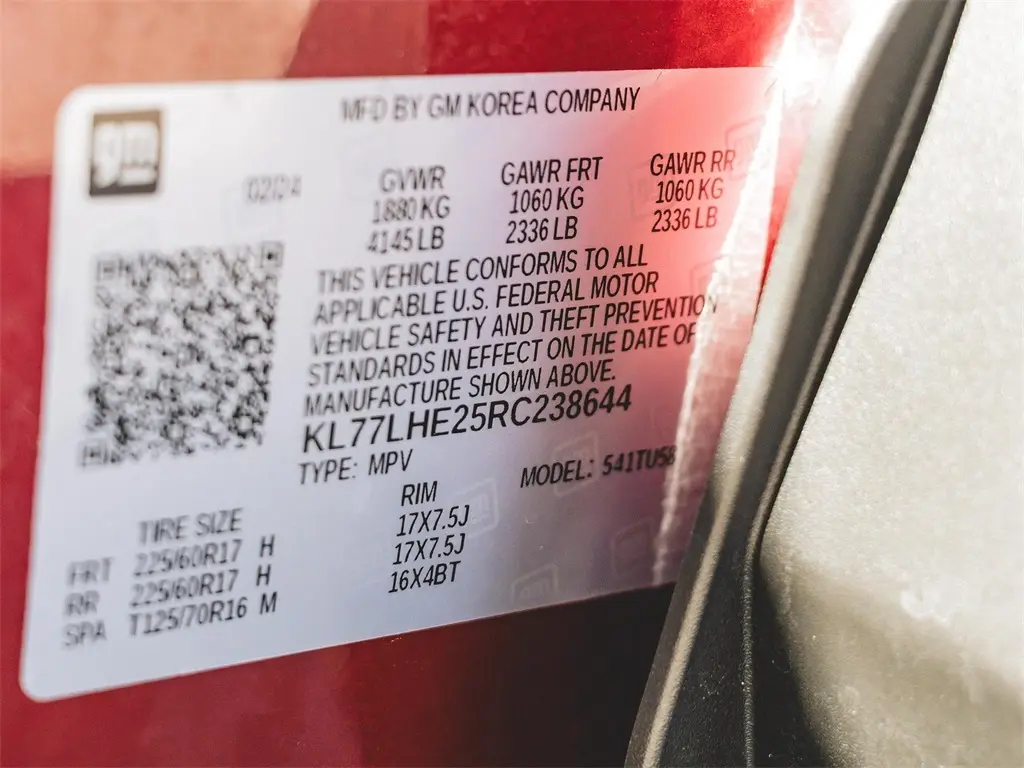 gm
MFD BY GM KOREA COMPANY
02/24 GVWR GAWR FRT GAWR RR
1880 KG 1060 KG 1060 KG
4145 LB 2336 LB 2336 LB
THIS VEHICLE CONFORMS TO ALL
APPLICABLE U.S. FEDERAL MOTOR
VEHICLE SAFETY AND THEFT PREVENTION
STANDARDS IN EFFECT ON THE DATE OF
MANUFACTURE SHOWN ABOVE.
KL77LHE25RC238644
TYPE: MPV MODEL:
TIRE SIZE RIM
FRT 225/60R17 H 17X7.5J
RR 225/60R17 H 17X7.5J
SPA T125/70R16 M 16X4BT